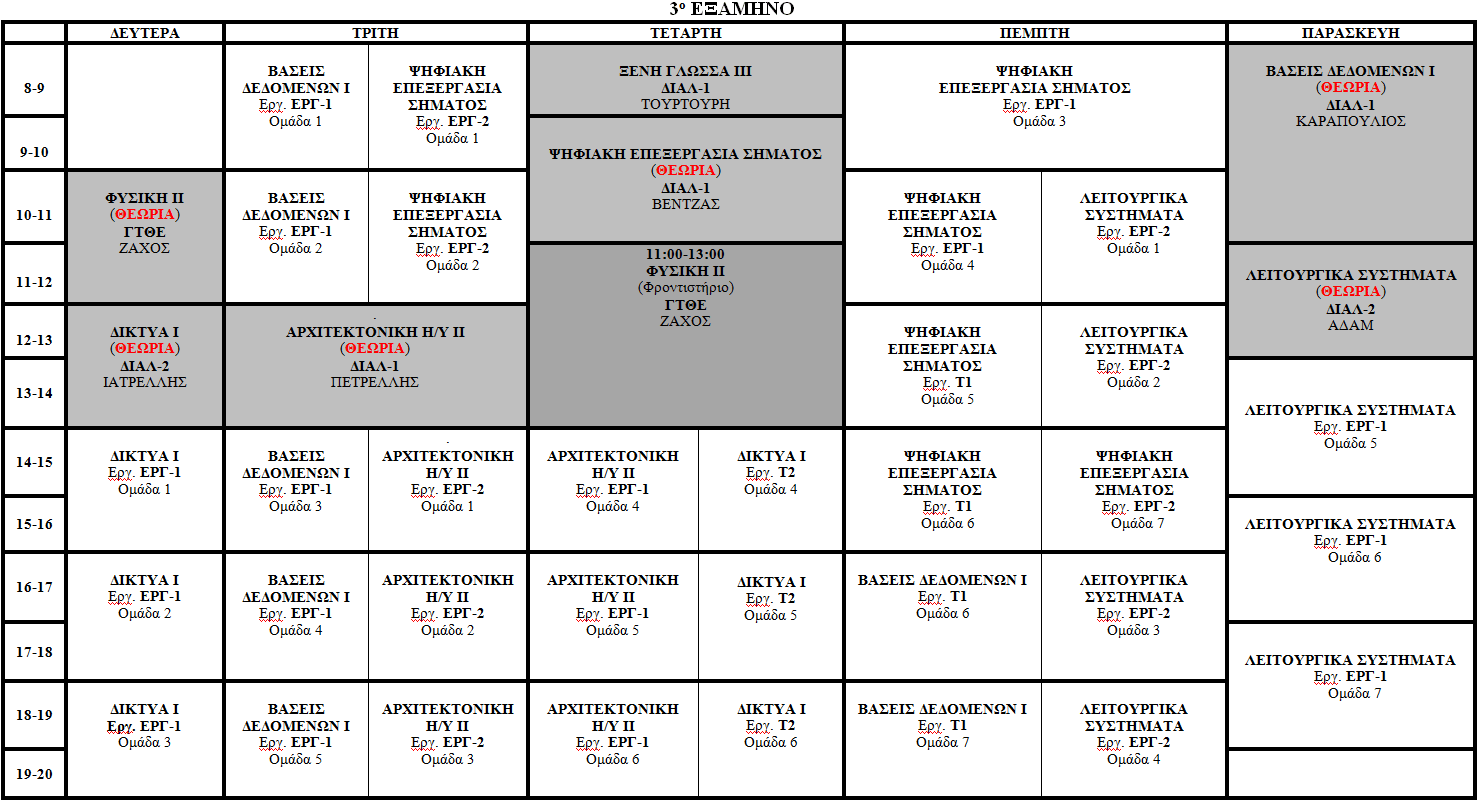 3ο ΕΞΑΜΗΝΟ
ΔΕΥΤΕΡΑ
ΤΡΙΤΗ
ΤΕΤΑΡΤΗ
ΠΕΜΠΤΗ
ΠΑΡΑΣΚΕΥΗ
8-9
ΒΑΣΕΙΣ
ΔΕΔΟΜΕΝΩΝ Ι
Εργ. ΕΡΓ-1
Ομάδα 1
ΨΗΦΙΑΚΗ
ΕΠΕΞΕΡΓΑΣΙΑ
ΣΗΜΑΤΟΣ
Εργ. ΕΡΓ-2
Ομάδα 1
ΞΕΝΗ ΓΛΩΣΣΑ ΙΙΙ
ΔΙΑΛ-1
ΤΟΥΡΤΟΥΡΗ
ΨΗΦΙΑΚΗ
ΕΠΕΞΕΡΓΑΣΙΑ ΣΗΜΑΤΟΣ
Εργ. ΕΡΓ-1
Ομάδα 3
ΒΑΣΕΙΣ ΔΕΔΟΜΕΝΩΝ Ι
(ΘΕΩΡΙΑ)
ΔΙΑΛ-1
ΚΑΡΑΠΟΥΛΙΟΣ
9-10
ΨΗΦΙΑΚΗ ΕΠΕΞΕΡΓΑΣΙΑ ΣΗΜΑΤΟΣ
(ΘΕΩΡΙΑ)
ΔΙΑΛ-1
ΒΕΝΤΖΑΣ
10-11
ΦΥΣΙΚΗ ΙΙ
(ΘΕΩΡΙΑ)
ΓΤΘΕ
ΖΑΧΟΣ
ΒΑΣΕΙΣ
ΔΕΔΟΜΕΝΩΝ Ι
Εργ. ΕΡΓ-1
Ομάδα 2
ΨΗΦΙΑΚΗ
ΕΠΕΞΕΡΓΑΣΙΑ
ΣΗΜΑΤΟΣ
Εργ. ΕΡΓ-2
Ομάδα 2
ΨΗΦΙΑΚΗ
ΕΠΕΞΕΡΓΑΣΙΑ
ΣΗΜΑΤΟΣ
Εργ. ΕΡΓ-1
Ομάδα 4
ΛΕΙΤΟΥΡΓΙΚΑ
ΣΥΣΤΗΜΑΤΑ
Εργ. ΕΡΓ-2
Ομάδα 1
11-12
11:00-13:00
ΦΥΣΙΚΗ ΙΙ
(Φροντιστήριο)
ΓΤΘΕ
ΖΑΧΟΣ
ΛΕΙΤΟΥΡΓΙΚΑ ΣΥΣΤΗΜΑΤΑ
(ΘΕΩΡΙΑ)
ΔΙΑΛ-2
ΑΔΑΜ
12-13
ΔΙΚΤΥΑ Ι
(ΘΕΩΡΙΑ)
ΔΙΑΛ-2
ΙΑΤΡΕΛΛΗΣ
ΑΡΧΙΤΕΚΤΟΝΙΚΗ Η/Υ ΙΙ
(ΘΕΩΡΙΑ)
ΔΙΑΛ-1
ΠΕΤΡΕΛΛΗΣ
ΨΗΦΙΑΚΗ
ΕΠΕΞΕΡΓΑΣΙΑ
ΣΗΜΑΤΟΣ
Εργ. Τ1
Ομάδα 5
ΛΕΙΤΟΥΡΓΙΚΑ
ΣΥΣΤΗΜΑΤΑ
Εργ. ΕΡΓ-2
Ομάδα 2
13-14
ΛΕΙΤΟΥΡΓΙΚΑ ΣΥΣΤΗΜΑΤΑ
Εργ. ΕΡΓ-1
Ομάδα 5
14-15
ΔΙΚΤΥΑ Ι
Εργ. ΕΡΓ-1
Ομάδα 1
ΒΑΣΕΙΣ
ΔΕΔΟΜΕΝΩΝ Ι
Εργ. ΕΡΓ-1
Ομάδα 3
ΑΡΧΙΤΕΚΤΟΝΙΚΗ
Η/Υ ΙΙ
Εργ. ΕΡΓ-2
Ομάδα 1
ΑΡΧΙΤΕΚΤΟΝΙΚΗ
Η/Υ ΙΙ
Εργ. ΕΡΓ-1
Ομάδα 4
ΔΙΚΤΥΑ Ι
Εργ. Τ2
Ομάδα 4
ΨΗΦΙΑΚΗ
ΕΠΕΞΕΡΓΑΣΙΑ
ΣΗΜΑΤΟΣ
Εργ. Τ1
Ομάδα 6
ΨΗΦΙΑΚΗ
ΕΠΕΞΕΡΓΑΣΙΑ
ΣΗΜΑΤΟΣ
Εργ. ΕΡΓ-2
Ομάδα 7
15-16
ΛΕΙΤΟΥΡΓΙΚΑ ΣΥΣΤΗΜΑΤΑ
Εργ. ΕΡΓ-1
Ομάδα 6
16-17
ΔΙΚΤΥΑ Ι
Εργ. ΕΡΓ-1
Ομάδα 2
ΒΑΣΕΙΣ
ΔΕΔΟΜΕΝΩΝ Ι
Εργ. ΕΡΓ-1
Ομάδα 4
ΑΡΧΙΤΕΚΤΟΝΙΚΗ
Η/Υ ΙΙ
Εργ. ΕΡΓ-2
Ομάδα 2
ΑΡΧΙΤΕΚΤΟΝΙΚΗ
Η/Υ ΙΙ
Εργ. ΕΡΓ-1
Ομάδα 5
ΔΙΚΤΥΑ Ι
Εργ. Τ2
Ομάδα 5
ΒΑΣΕΙΣ ΔΕΔΟΜΕΝΩΝ Ι
Εργ. Τ1
Ομάδα 6
ΛΕΙΤΟΥΡΓΙΚΑ
ΣΥΣΤΗΜΑΤΑ
Εργ. ΕΡΓ-2
Ομάδα 3
17-18
ΛΕΙΤΟΥΡΓΙΚΑ ΣΥΣΤΗΜΑΤΑ
Εργ. ΕΡΓ-1
Ομάδα 7
18-19
ΔΙΚΤΥΑ Ι
Εργ. ΕΡΓ-1
Ομάδα 3
ΒΑΣΕΙΣ
ΔΕΔΟΜΕΝΩΝ Ι
Εργ. ΕΡΓ-1
Ομάδα 5
ΑΡΧΙΤΕΚΤΟΝΙΚΗ
Η/Υ ΙΙ
Εργ. ΕΡΓ-2
Ομάδα 3
ΑΡΧΙΤΕΚΤΟΝΙΚΗ
Η/Υ ΙΙ
Εργ. ΕΡΓ-1
Ομάδα 6
ΔΙΚΤΥΑ Ι
Εργ. Τ2
Ομάδα 6
ΒΑΣΕΙΣ ΔΕΔΟΜΕΝΩΝ Ι
Εργ. Τ1
Ομάδα 7
ΛΕΙΤΟΥΡΓΙΚΑ
ΣΥΣΤΗΜΑΤΑ
Εργ. ΕΡΓ-2
Ομάδα 4
19-20